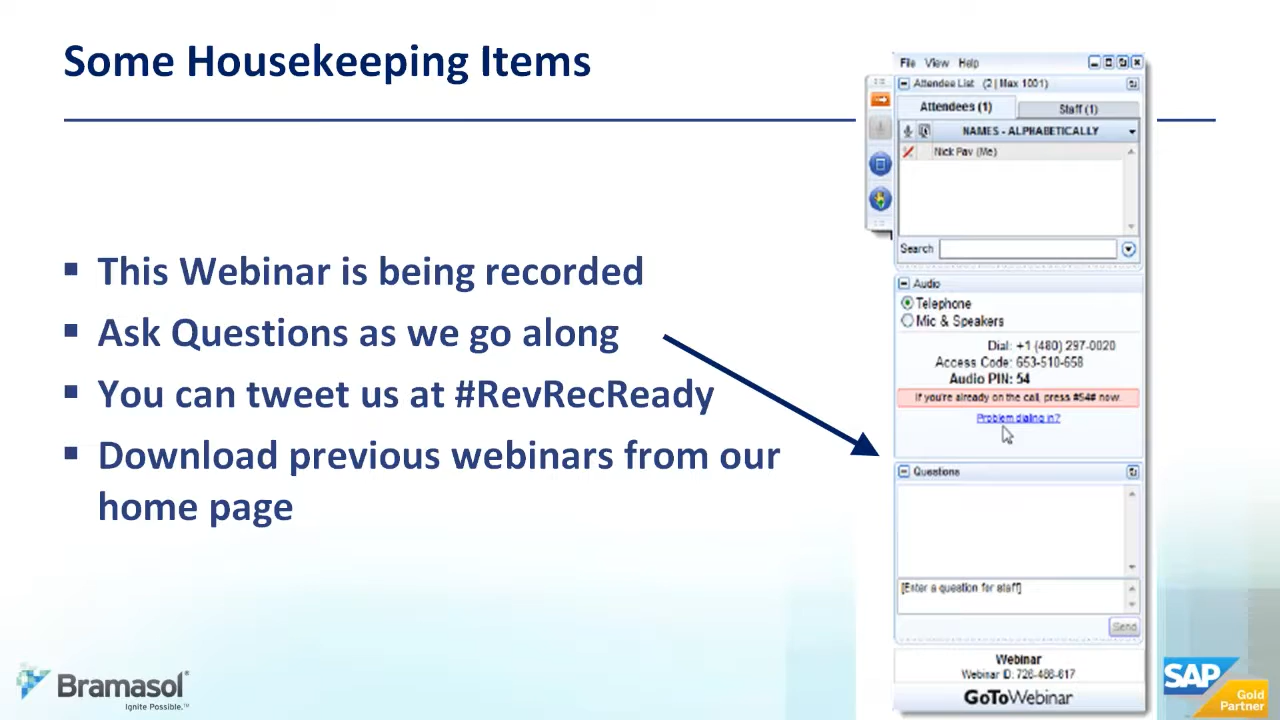 Some Housekeeping Items
This Webinar is being recorded
Ask Questions as we go along
You can tweet us at #RevRecReady
Download previous webinars from our
home page
File View Help
Attendee List (2 | Max 1001)
Attendees (1)
Staff (1)
NAMES - ALPHABETICALLY
Nick Pav (Me)
Search
Audio
Telephone
Mic & Speakers
Dial: +1 (480) 297-0020
Access Code: 653-510-658
Audio PIN: 54
If you're already on the call, press #54# now.
Problem dialing in?
Questions
[Enter a question for staff]
Send
Webinar
Webinar ID: 726-466-617
GoToWebinar
Bramasol®
Ignite Possible.™
SAP
Gold
Partner